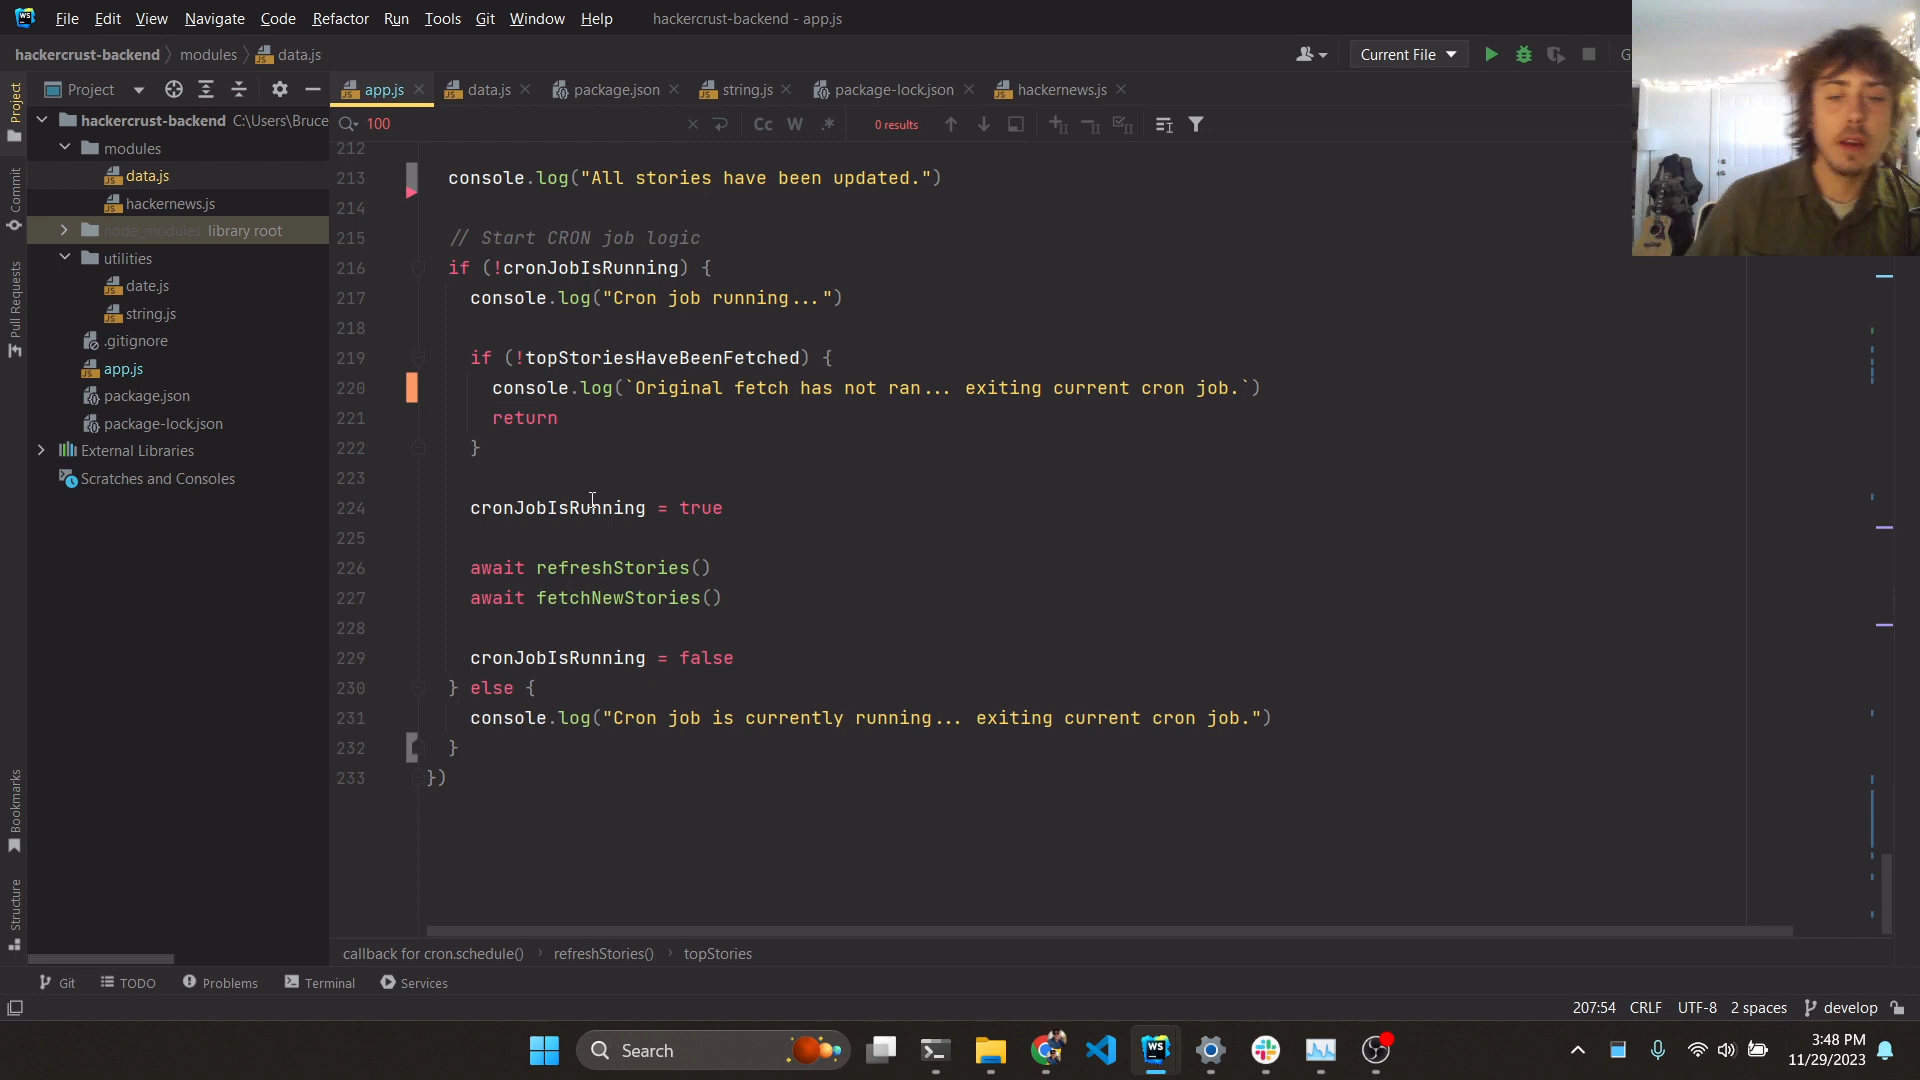 File Edit View Navigate Code Refactor Run Tools Git Window Help hackercrust-backend - app.js
hackercrust-backend modules data.js
Current File
Project
app.js data.js package.json string.js package-lock.json hackernews.js
100 Cc W .* 0 results
hackercrust-backend C:\Users\Bruce
modules
data.js
hackernews.js
node_modules library root
utilities
date.js
string.js
.gitignore
app.js
package.json
package-lock.json
External Libraries
Scratches and Consoles
Project
Commit
Pull Requests
Bookmarks
Structure
212
213 console.log("All stories have been updated.")
214
215 // Start CRON job logic
216 if (!cronJobIsRunning) {
217 console.log("Cron job running...")
218
219 if (!topStoriesHaveBeenFetched) {
220 console.log(`Original fetch has not ran... exiting current cron job.`)
221 return
222 }
223
224 cronJobIsRunning = true
225
226 await refreshStories()
227 await fetchNewStories()
228
229 cronJobIsRunning = false
230 } else {
231 console.log("Cron job is currently running... exiting current cron job.")
232 }
233 })
callback for cron.schedule() refreshStories() topStories
Git TODO Problems Terminal Services
207:54 CRLF UTF-8 2 spaces develop
Search
3:48 PM
11/29/2023